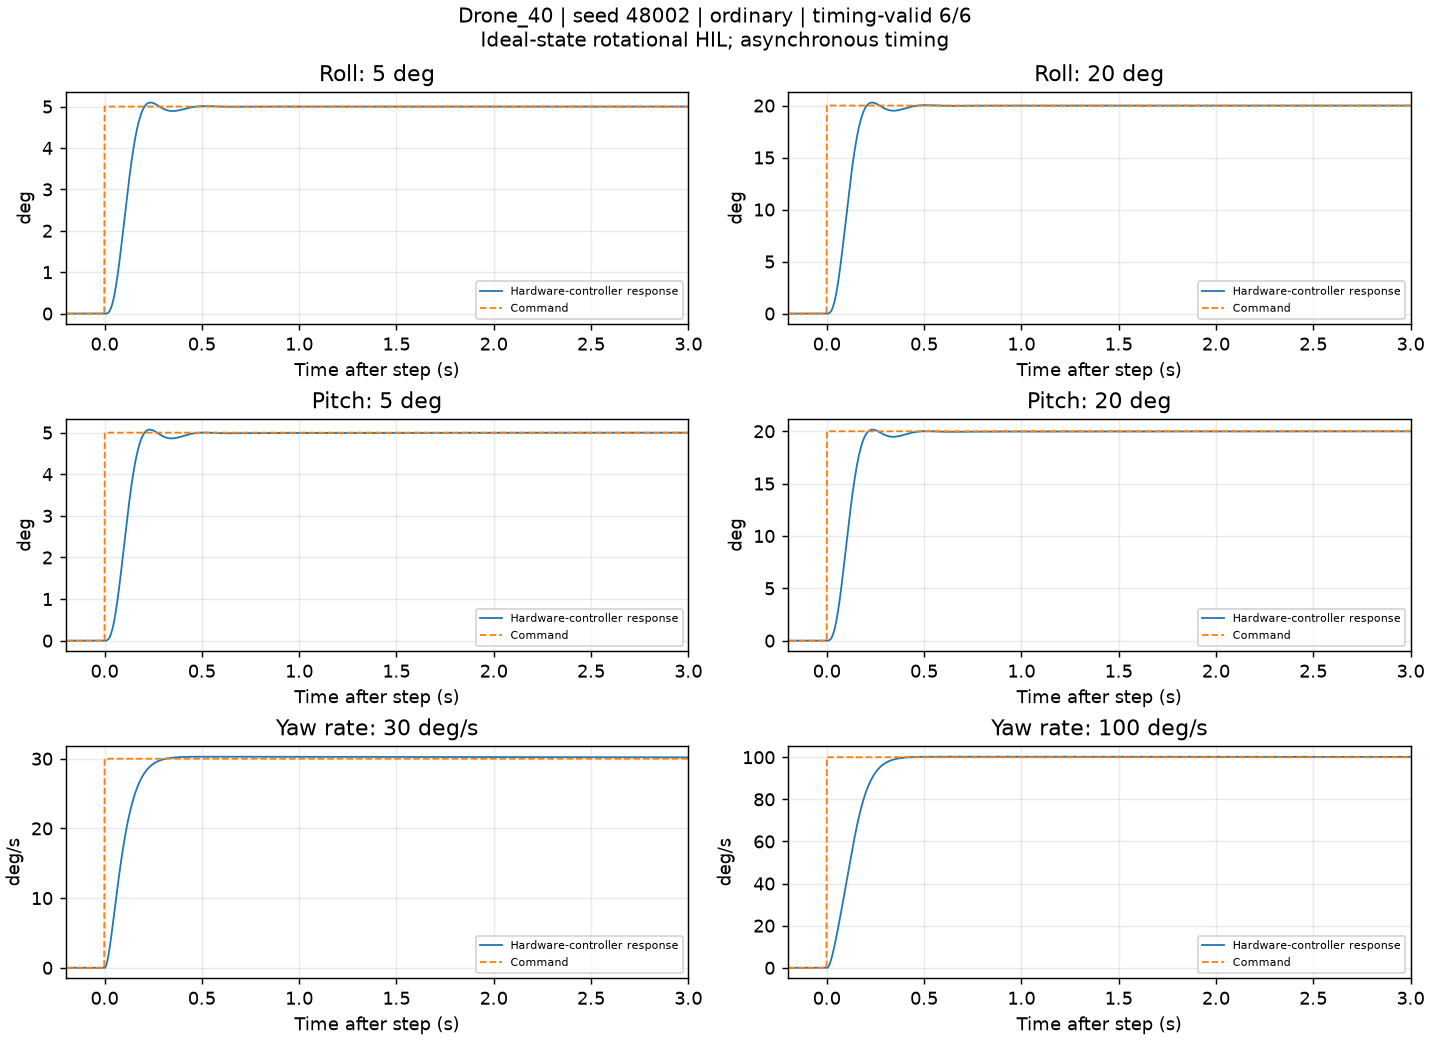 Drone_40 | seed 48002 | ordinary | timing-valid 6/6
Ideal-state rotational HIL; asynchronous timing
Roll: 5 deg
deg
5
4
3
2
1
0
Hardware-controller response
Command
0.0 0.5 1.0 1.5 2.0 2.5 3.0
Time after step (s)
Roll: 20 deg
deg
20
15
10
5
0
Hardware-controller response
Command
0.0 0.5 1.0 1.5 2.0 2.5 3.0
Time after step (s)
Pitch: 5 deg
deg
5
4
3
2
1
0
Hardware-controller response
Command
0.0 0.5 1.0 1.5 2.0 2.5 3.0
Time after step (s)
Pitch: 20 deg
deg
20
15
10
5
0
Hardware-controller response
Command
0.0 0.5 1.0 1.5 2.0 2.5 3.0
Time after step (s)
Yaw rate: 30 deg/s
deg/s
30
20
10
0
Hardware-controller response
Command
0.0 0.5 1.0 1.5 2.0 2.5 3.0
Time after step (s)
Yaw rate: 100 deg/s
deg/s
100
80
60
40
20
0
Hardware-controller response
Command
0.0 0.5 1.0 1.5 2.0 2.5 3.0
Time after step (s)